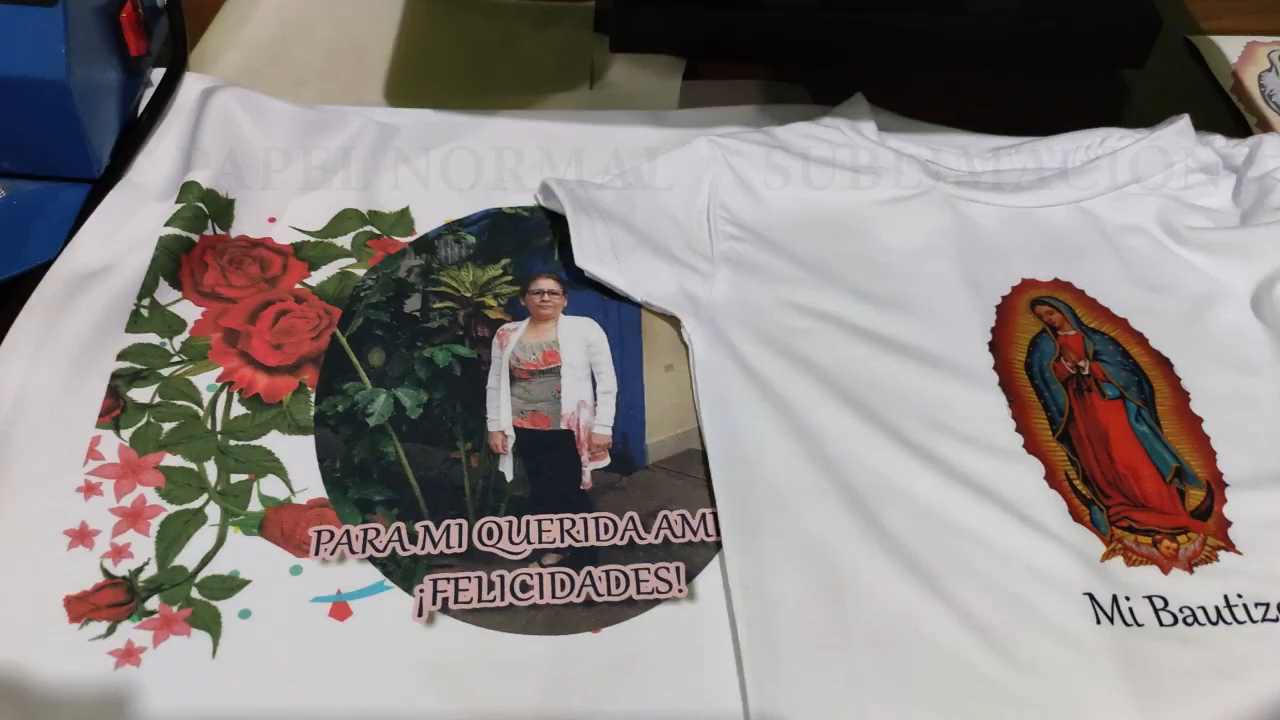 PAPEL NORMAL SUBLIMACION
PARA MI QUERIDA AMI
¡FELICIDADES!
Mi Bautizo